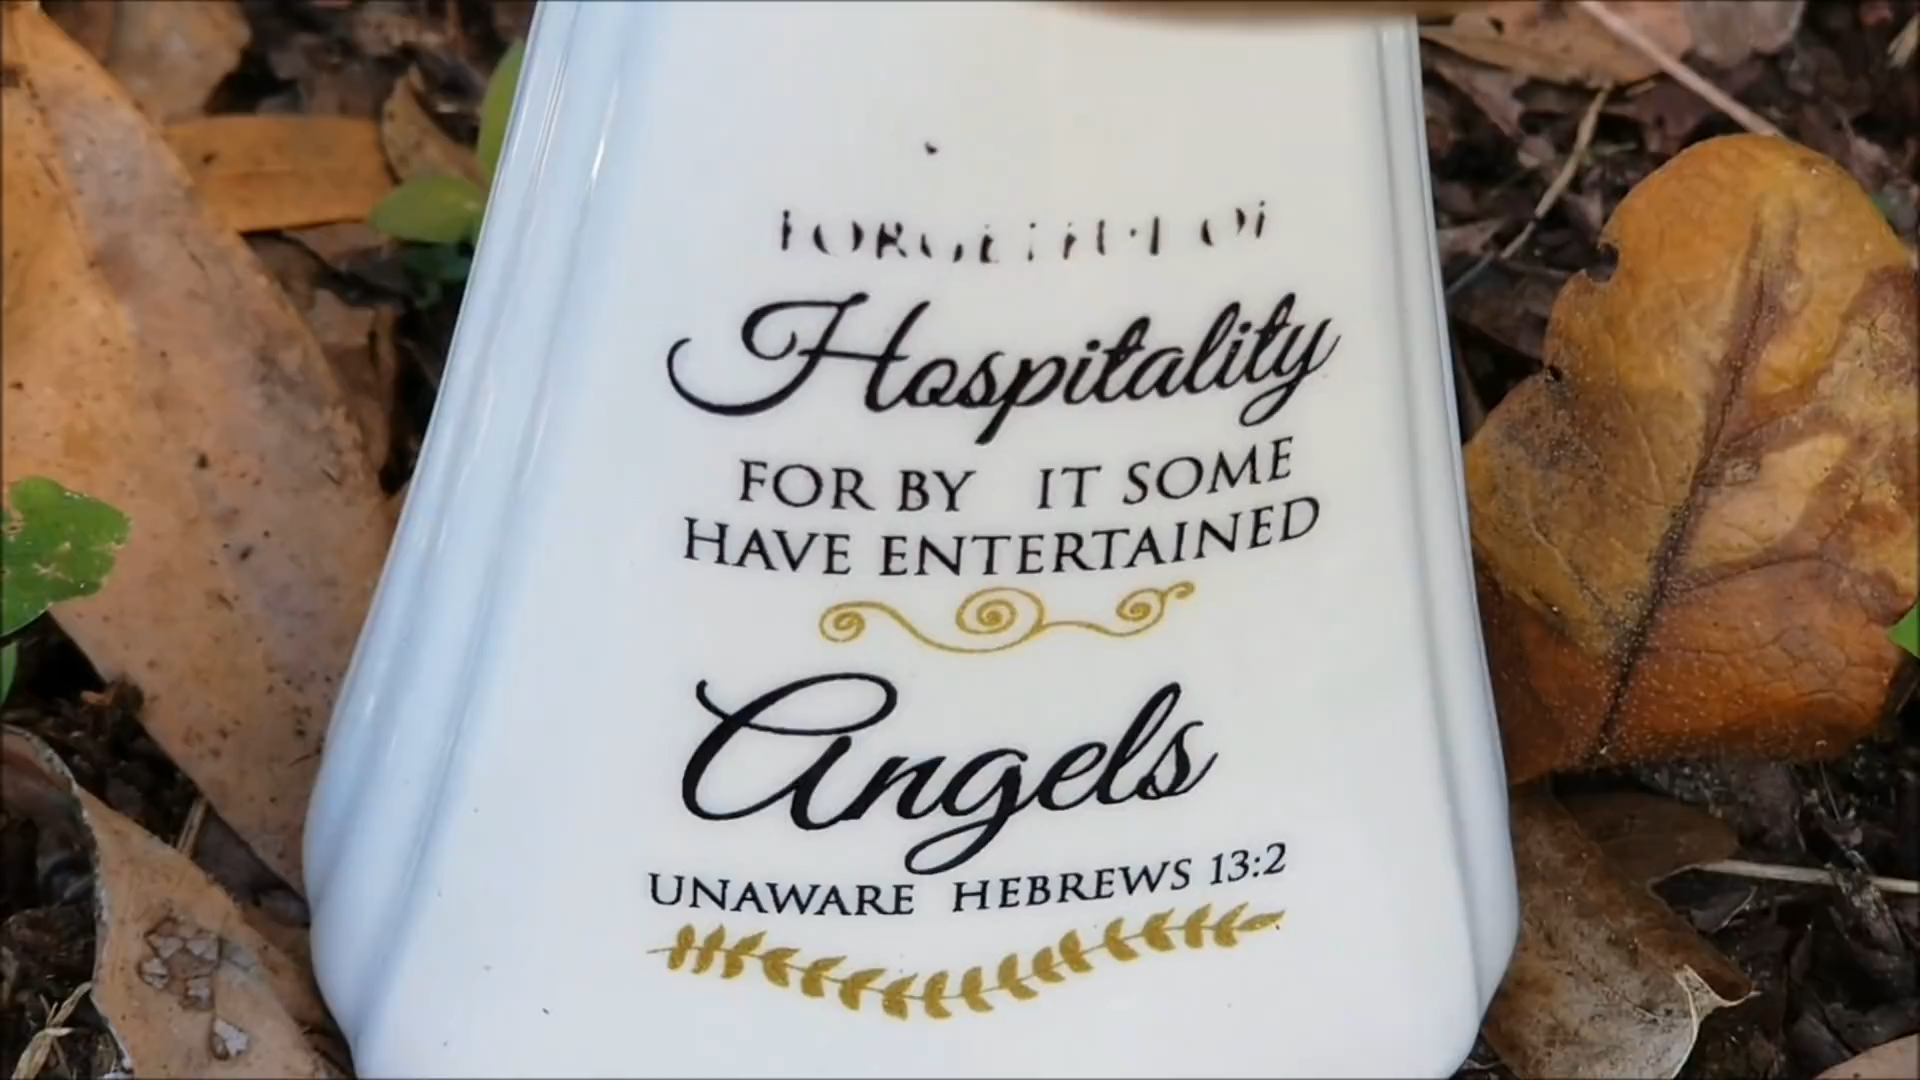 Hospitality
FOR BY IT SOME
HAVE ENTERTAINED
Angels
UNAWARE HEBREWS 13:2